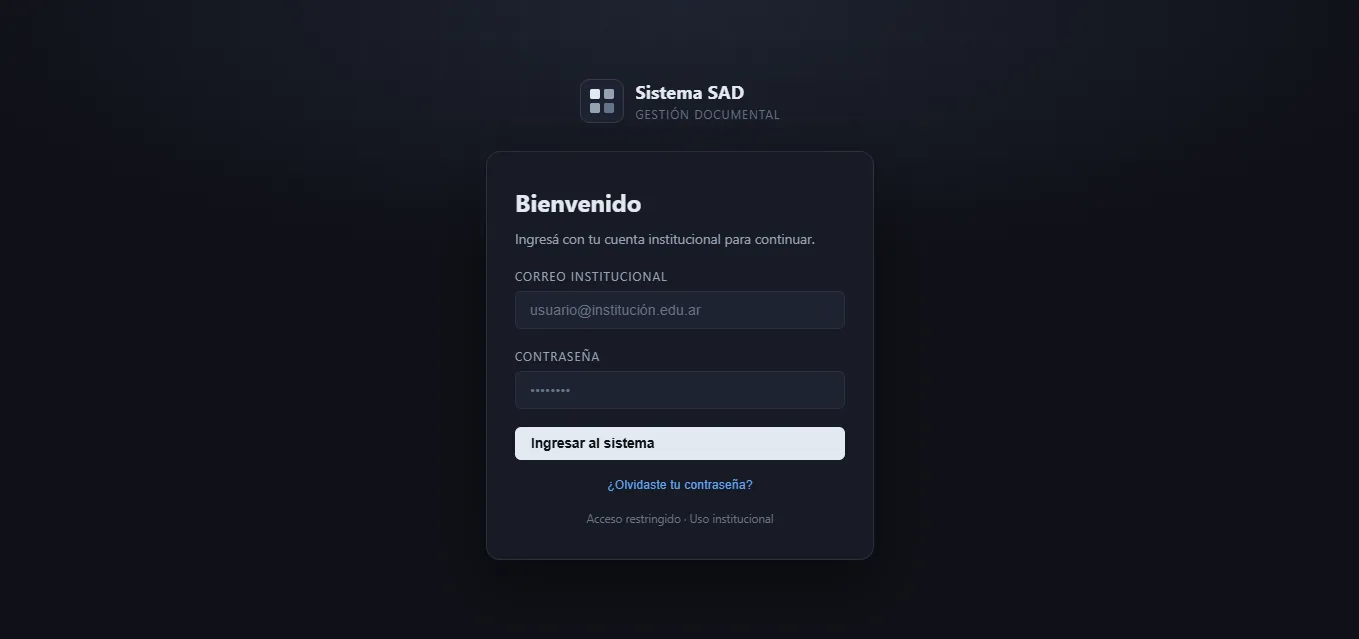 Sistema SAD
GESTIÓN DOCUMENTAL
Bienvenido
Ingresá con tu cuenta institucional para continuar.
CORREO INSTITUCIONAL
usuario@institución.edu.ar
CONTRASEÑA
••••••••
Ingresar al sistema
¿Olvidaste tu contraseña?
Acceso restringido · Uso institucional